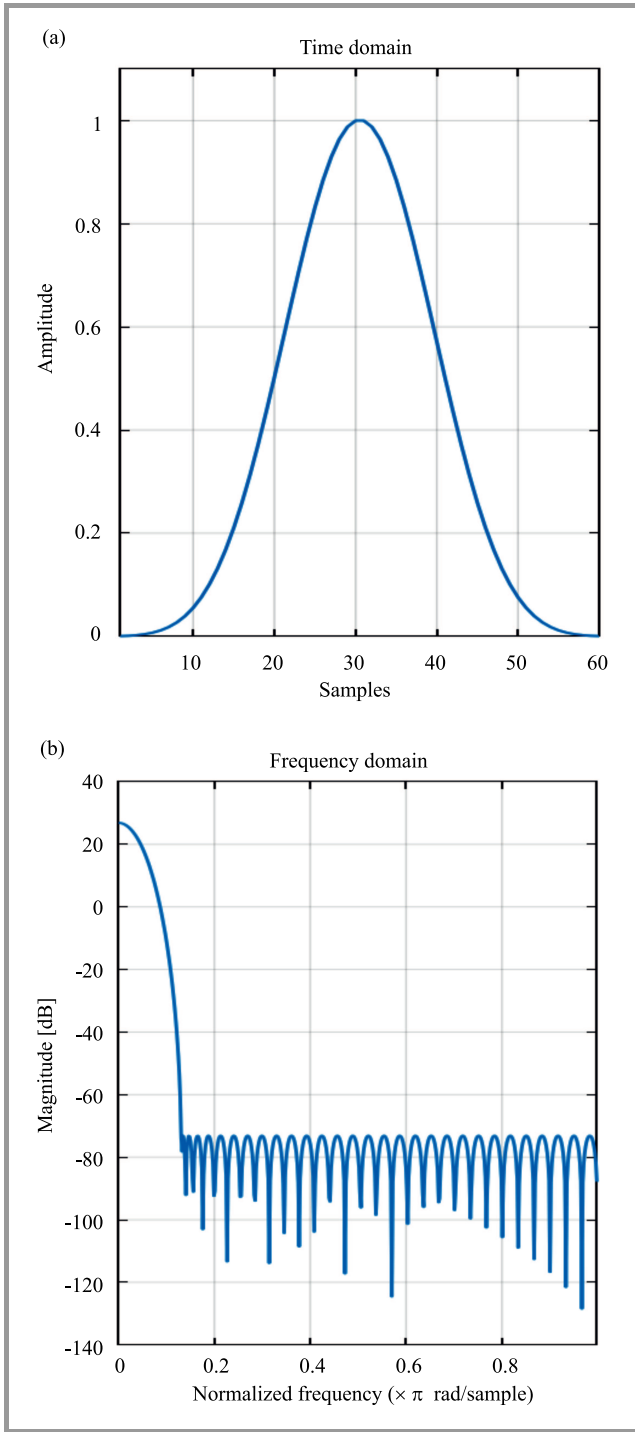 (a)
Time domain
1
0.8
0.6
0.4
0.2
0
Amplitude
10 20 30 40 50 60
Samples
(b)
Frequency domain
40
20
0
-20
-40
-60
-80
-100
-120
-140
Magnitude [dB]
0 0.2 0.4 0.6 0.8
Normalized frequency (× π rad/sample)